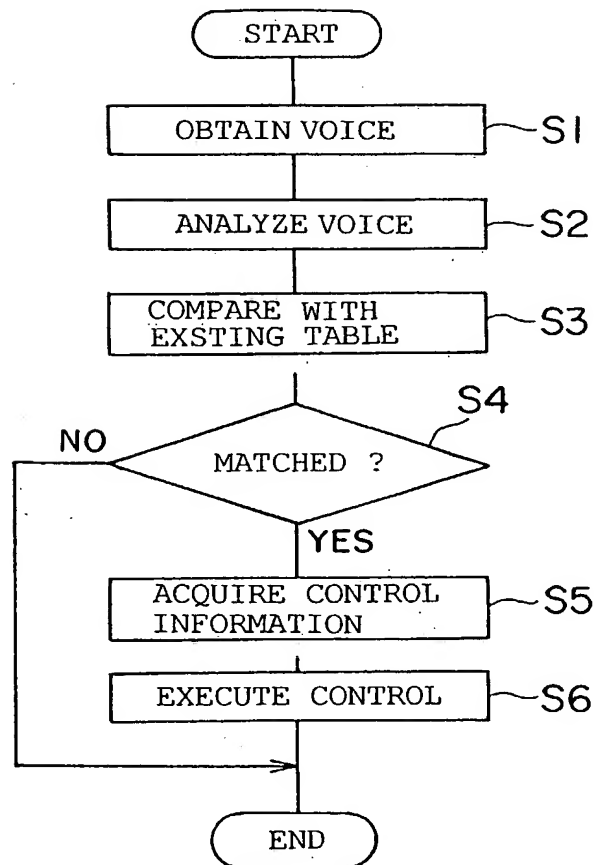 START
OBTAIN VOICE
S1
ANALYZE VOICE
S2
COMPARE WITH
EXSTING TABLE
S3
S4
NO
MATCHED ?
YES
ACQUIRE CONTROL
INFORMATION
S5
EXECUTE CONTROL
S6
END